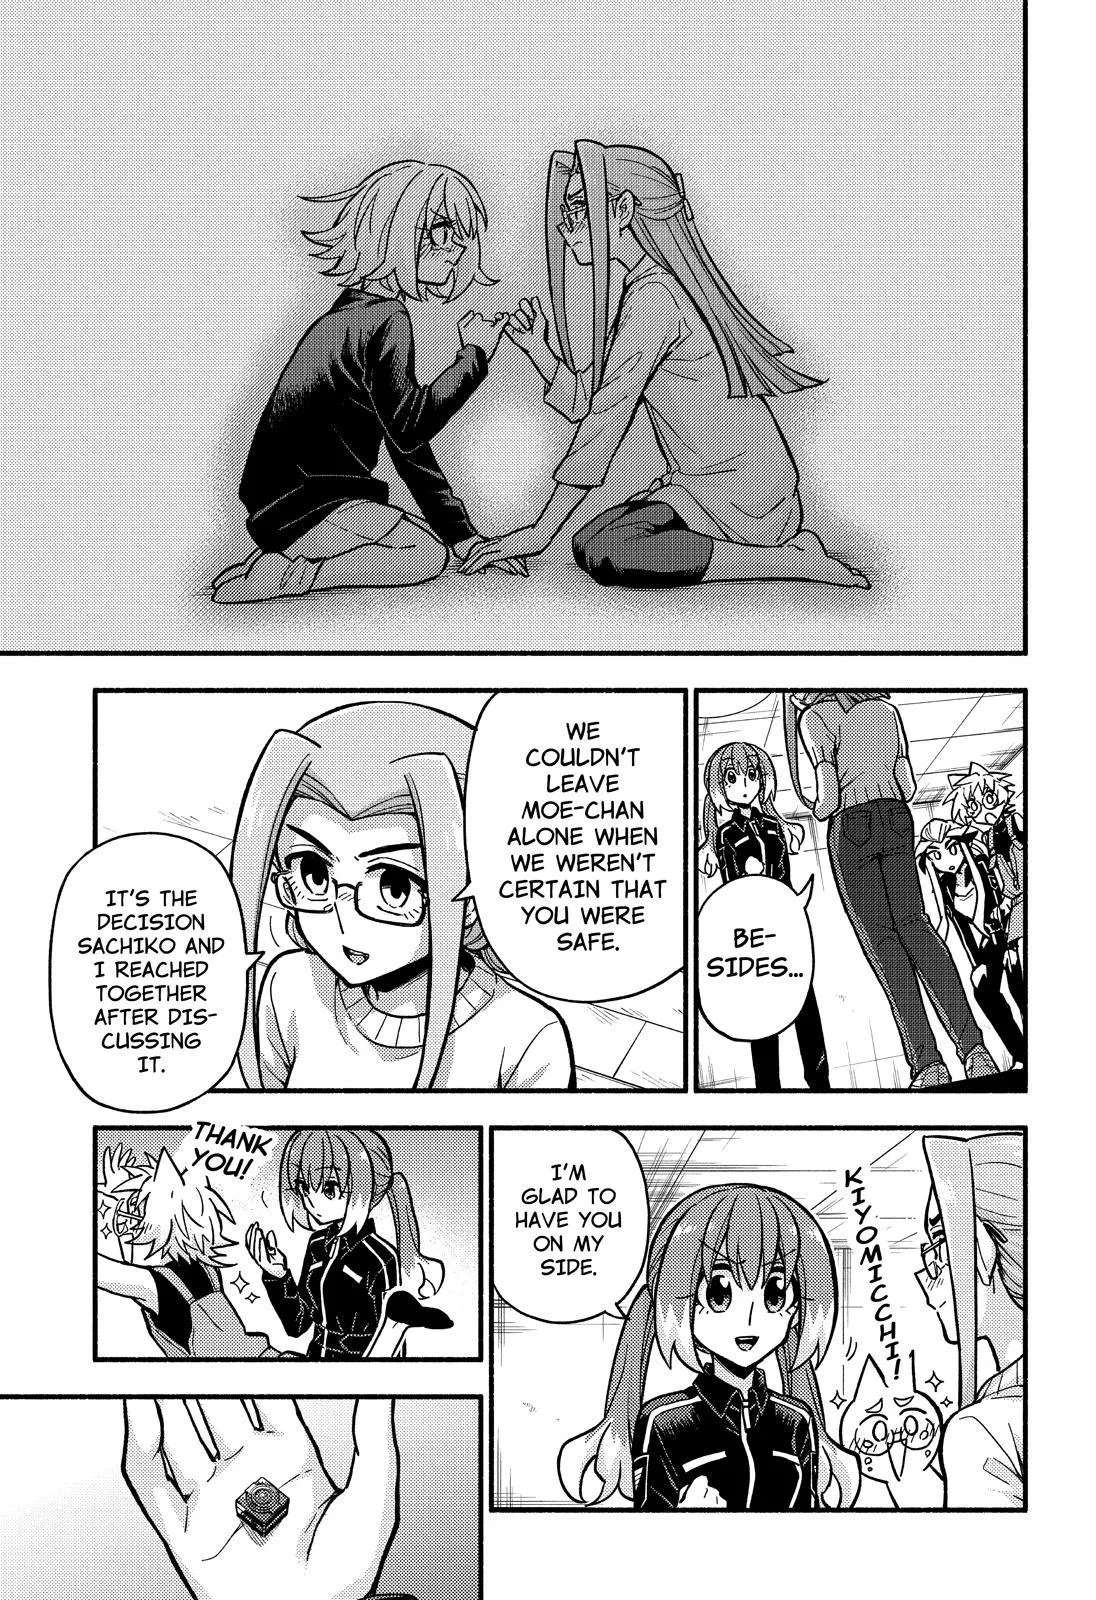 BE-
SIDES...
WE
COULDN'T
LEAVE
MOE-CHAN
ALONE WHEN
WE WEREN'T
CERTAIN THAT
YOU WERE
SAFE.
IT'S THE
DECISION
SACHIKO AND
I REACHED
TOGETHER
AFTER DIS-
CUSSING
IT.
KIYOMICCHI!
I'M
GLAD TO
HAVE YOU
ON MY
SIDE.
THANK
YOU!